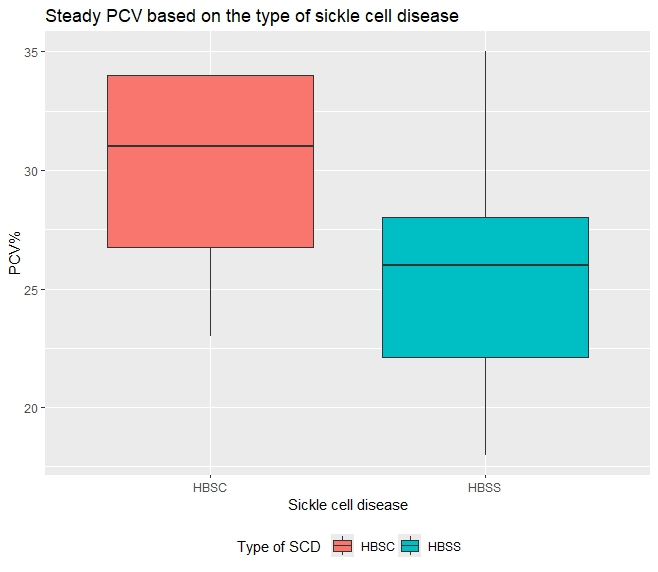 Steady PCV based on the type of sickle cell disease
35
30
25
20
PCV%
HBSC HBSS
Sickle cell disease
Type of SCD HBSC HBSS